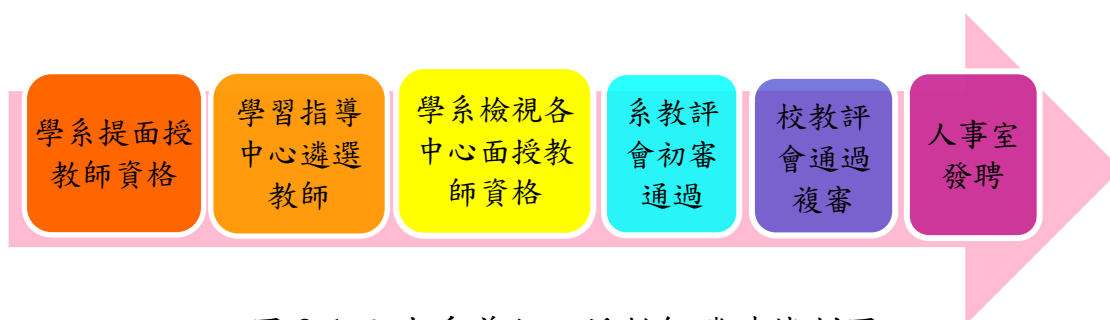 學系提面授
教師資格
學習指導
中心遴選
教師
學系檢視各
中心面授教
師資格
系教評
會初審
通過
校教評
會通過
複審
人事室
發聘